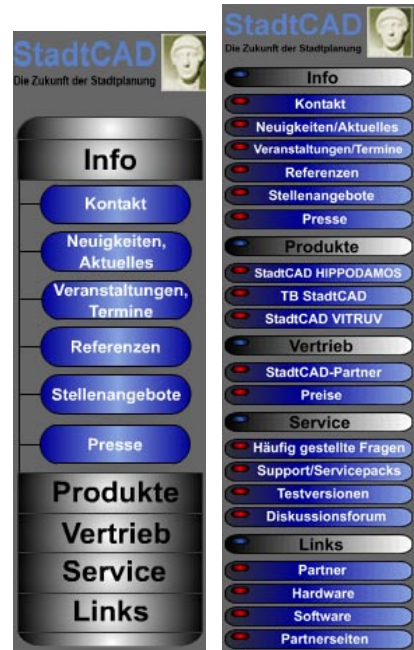 StadtCAD
Die Zukunft der Stadtplanung
Info
Kontakt
Neuigkeiten,
Aktuelles
Veranstaltungen,
Termine
Referenzen
Stellenangebote
Presse
Produkte
Vertrieb
Service
Links
StadtCAD
Die Zukunft der Stadtplanung
Info
Kontakt
Neuigkeiten/Aktuelles
Veranstaltungen/Termine
Referenzen
Stellenangebote
Presse
Produkte
StadtCAD HIPPODAMOS
TB StadtCAD
StadtCAD VITRUV
Vertrieb
StadtCAD-Partner
Preise
Service
Häufig gestellte Fragen
Support/Servicepacks
Testversionen
Diskussionsforum
Links
Partner
Hardware
Software
Partnerseiten